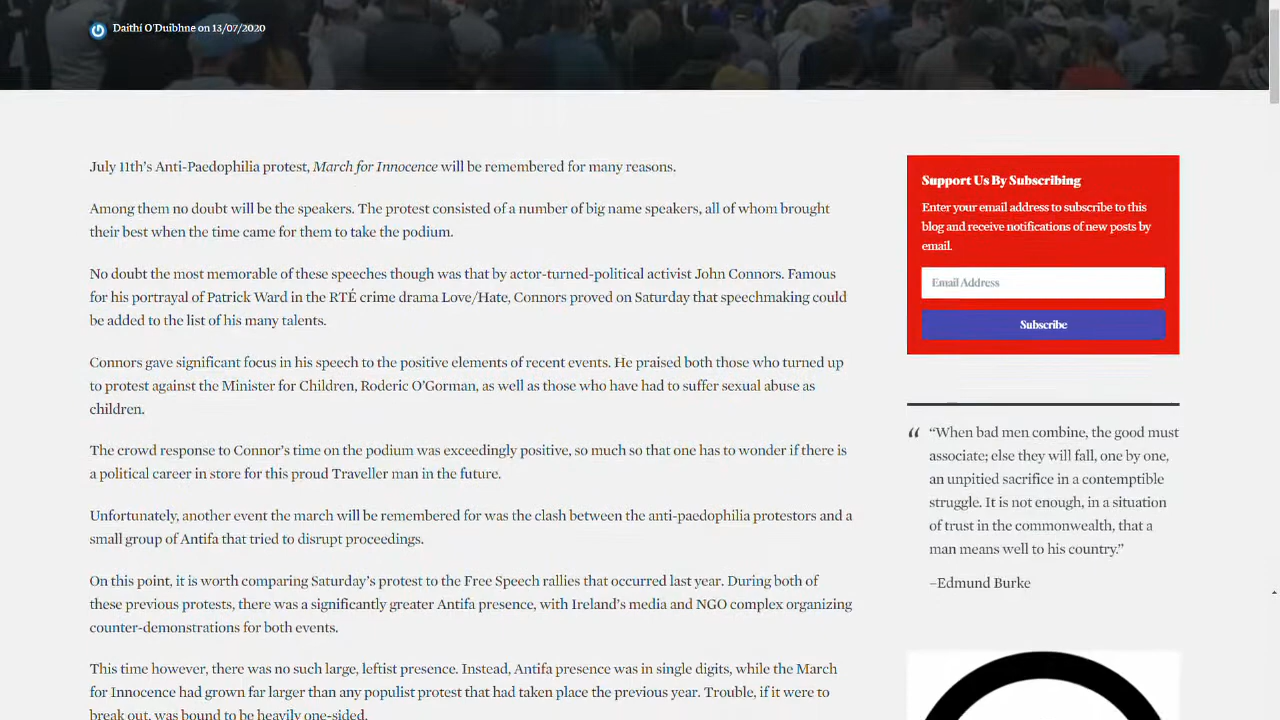 Daithí O'Duibhne on 13/07/2020
July 11th's Anti-Paedophilia protest, March for Innocence will be remembered for many reasons.
Among them no doubt will be the speakers. The protest consisted of a number of big name speakers, all of whom brought
their best when the time came for them to take the podium.
No doubt the most memorable of these speeches though was that by actor-turned-political activist John Connors. Famous
for his portrayal of Patrick Ward in the RTÉ crime drama Love/Hate, Connors proved on Saturday that speechmaking could
be added to the list of his many talents.
Connors gave significant focus in his speech to the positive elements of recent events. He praised both those who turned up
to protest against the Minister for Children, Roderic O'Gorman, as well as those who have had to suffer sexual abuse as
children.
The crowd response to Connor's time on the podium was exceedingly positive, so much so that one has to wonder if there is
a political career in store for this proud Traveller man in the future.
Unfortunately, another event the march will be remembered for was the clash between the anti-paedophilia protestors and a
small group of Antifa that tried to disrupt proceedings.
On this point, it is worth comparing Saturday's protest to the Free Speech rallies that occurred last year. During both of
these previous protests, there was a significantly greater Antifa presence, with Ireland's media and NGO complex organizing
counter-demonstrations for both events.
This time however, there was no such large, leftist presence. Instead, Antifa presence was in single digits, while the March
for Innocence had grown far larger than any populist protest that had taken place the previous year. Trouble, if it were to
break out, was bound to be heavily one-sided.
Support Us By Subscribing
Enter your email address to subscribe to this
blog and receive notifications of new posts by
email.
Email Address
Subscribe
“When bad men combine, the good must
associate; else they will fall, one by one,
an unpitied sacrifice in a contemptible
struggle. It is not enough, in a situation
of trust in the commonwealth, that a
man means well to his country.”
–Edmund Burke